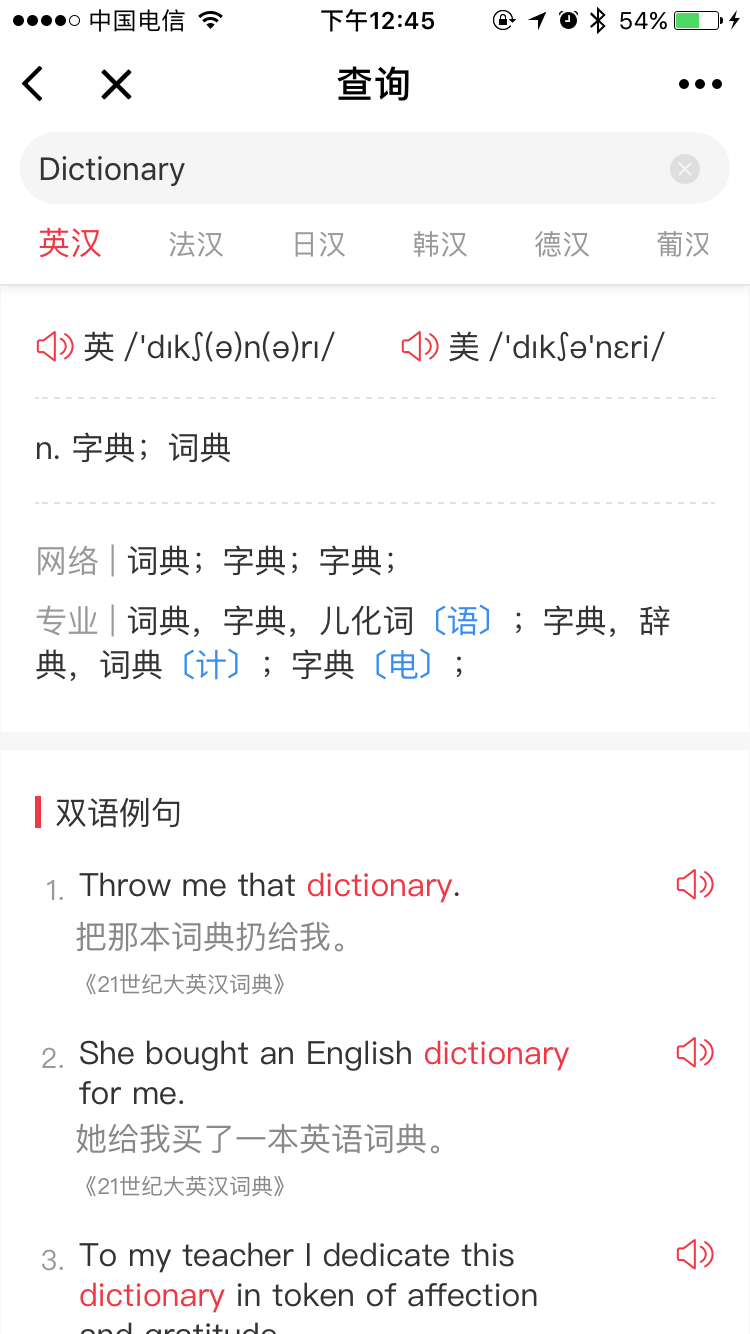 中国电信 下午12:45 54%
查询
Dictionary
英汉 法汉 日汉 韩汉 德汉 葡汉
英 /'dɪkʃ(ə)n(ə)rɪ/ 美 /'dɪkʃə'nɛri/
n. 字典；词典
网络 | 词典；字典；字典；
专业 | 词典，字典，儿化词〔语〕；字典，辞
典，词典〔计〕；字典〔电〕；
双语例句
1. Throw me that dictionary.
把那本词典扔给我。
《21世纪大英汉词典》
2. She bought an English dictionary
for me.
她给我买了一本英语词典。
《21世纪大英汉词典》
3. To my teacher I dedicate this
dictionary in token of affection
and gratitude